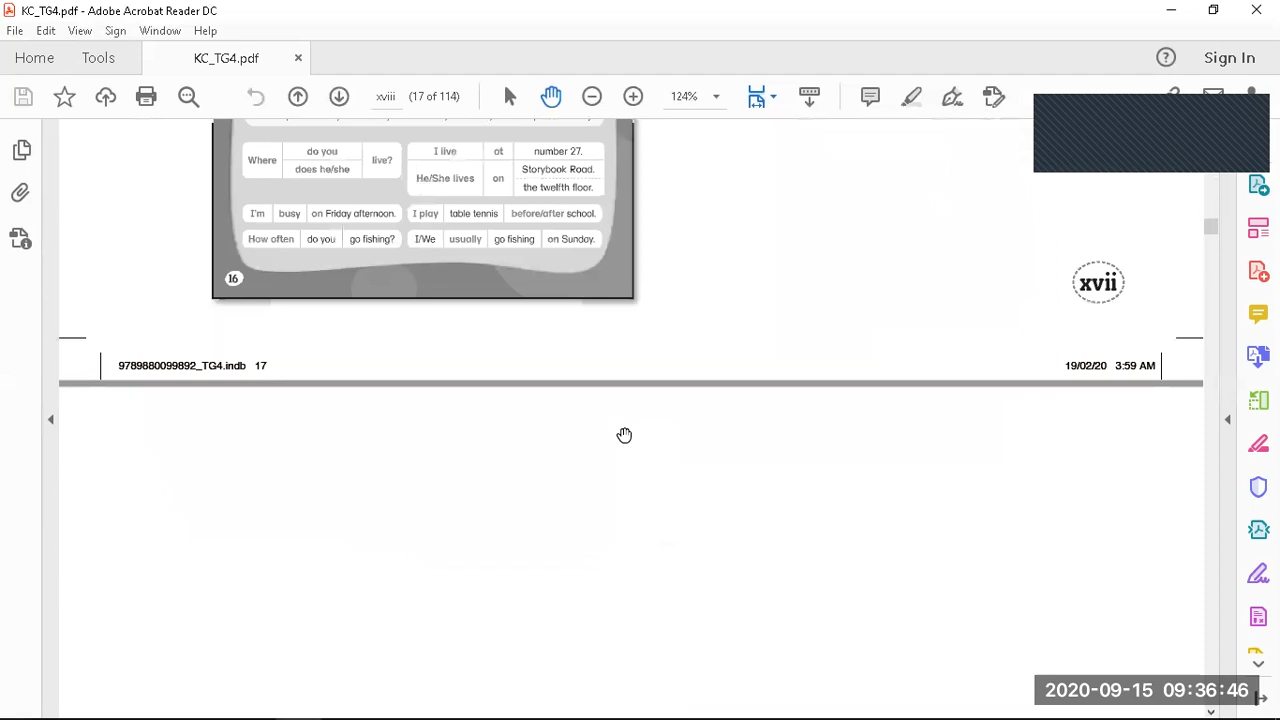 KC_TG4.pdf - Adobe Acrobat Reader DC
File Edit View Sign Window Help
Home Tools KC_TG4.pdf × Sign In
xviii (17 of 114) 124%
Where do you live? I live at number 27.
does he/she He/She lives on Storybook Road.
the twelfth floor.
I'm busy on Friday afternoon. I play table tennis before/after school.
How often do you go fishing? I/We usually go fishing on Sunday.
16
xvii
9789880099892_TG4.indb 17 19/02/20 3:59 AM
2020-09-15 09:36:46